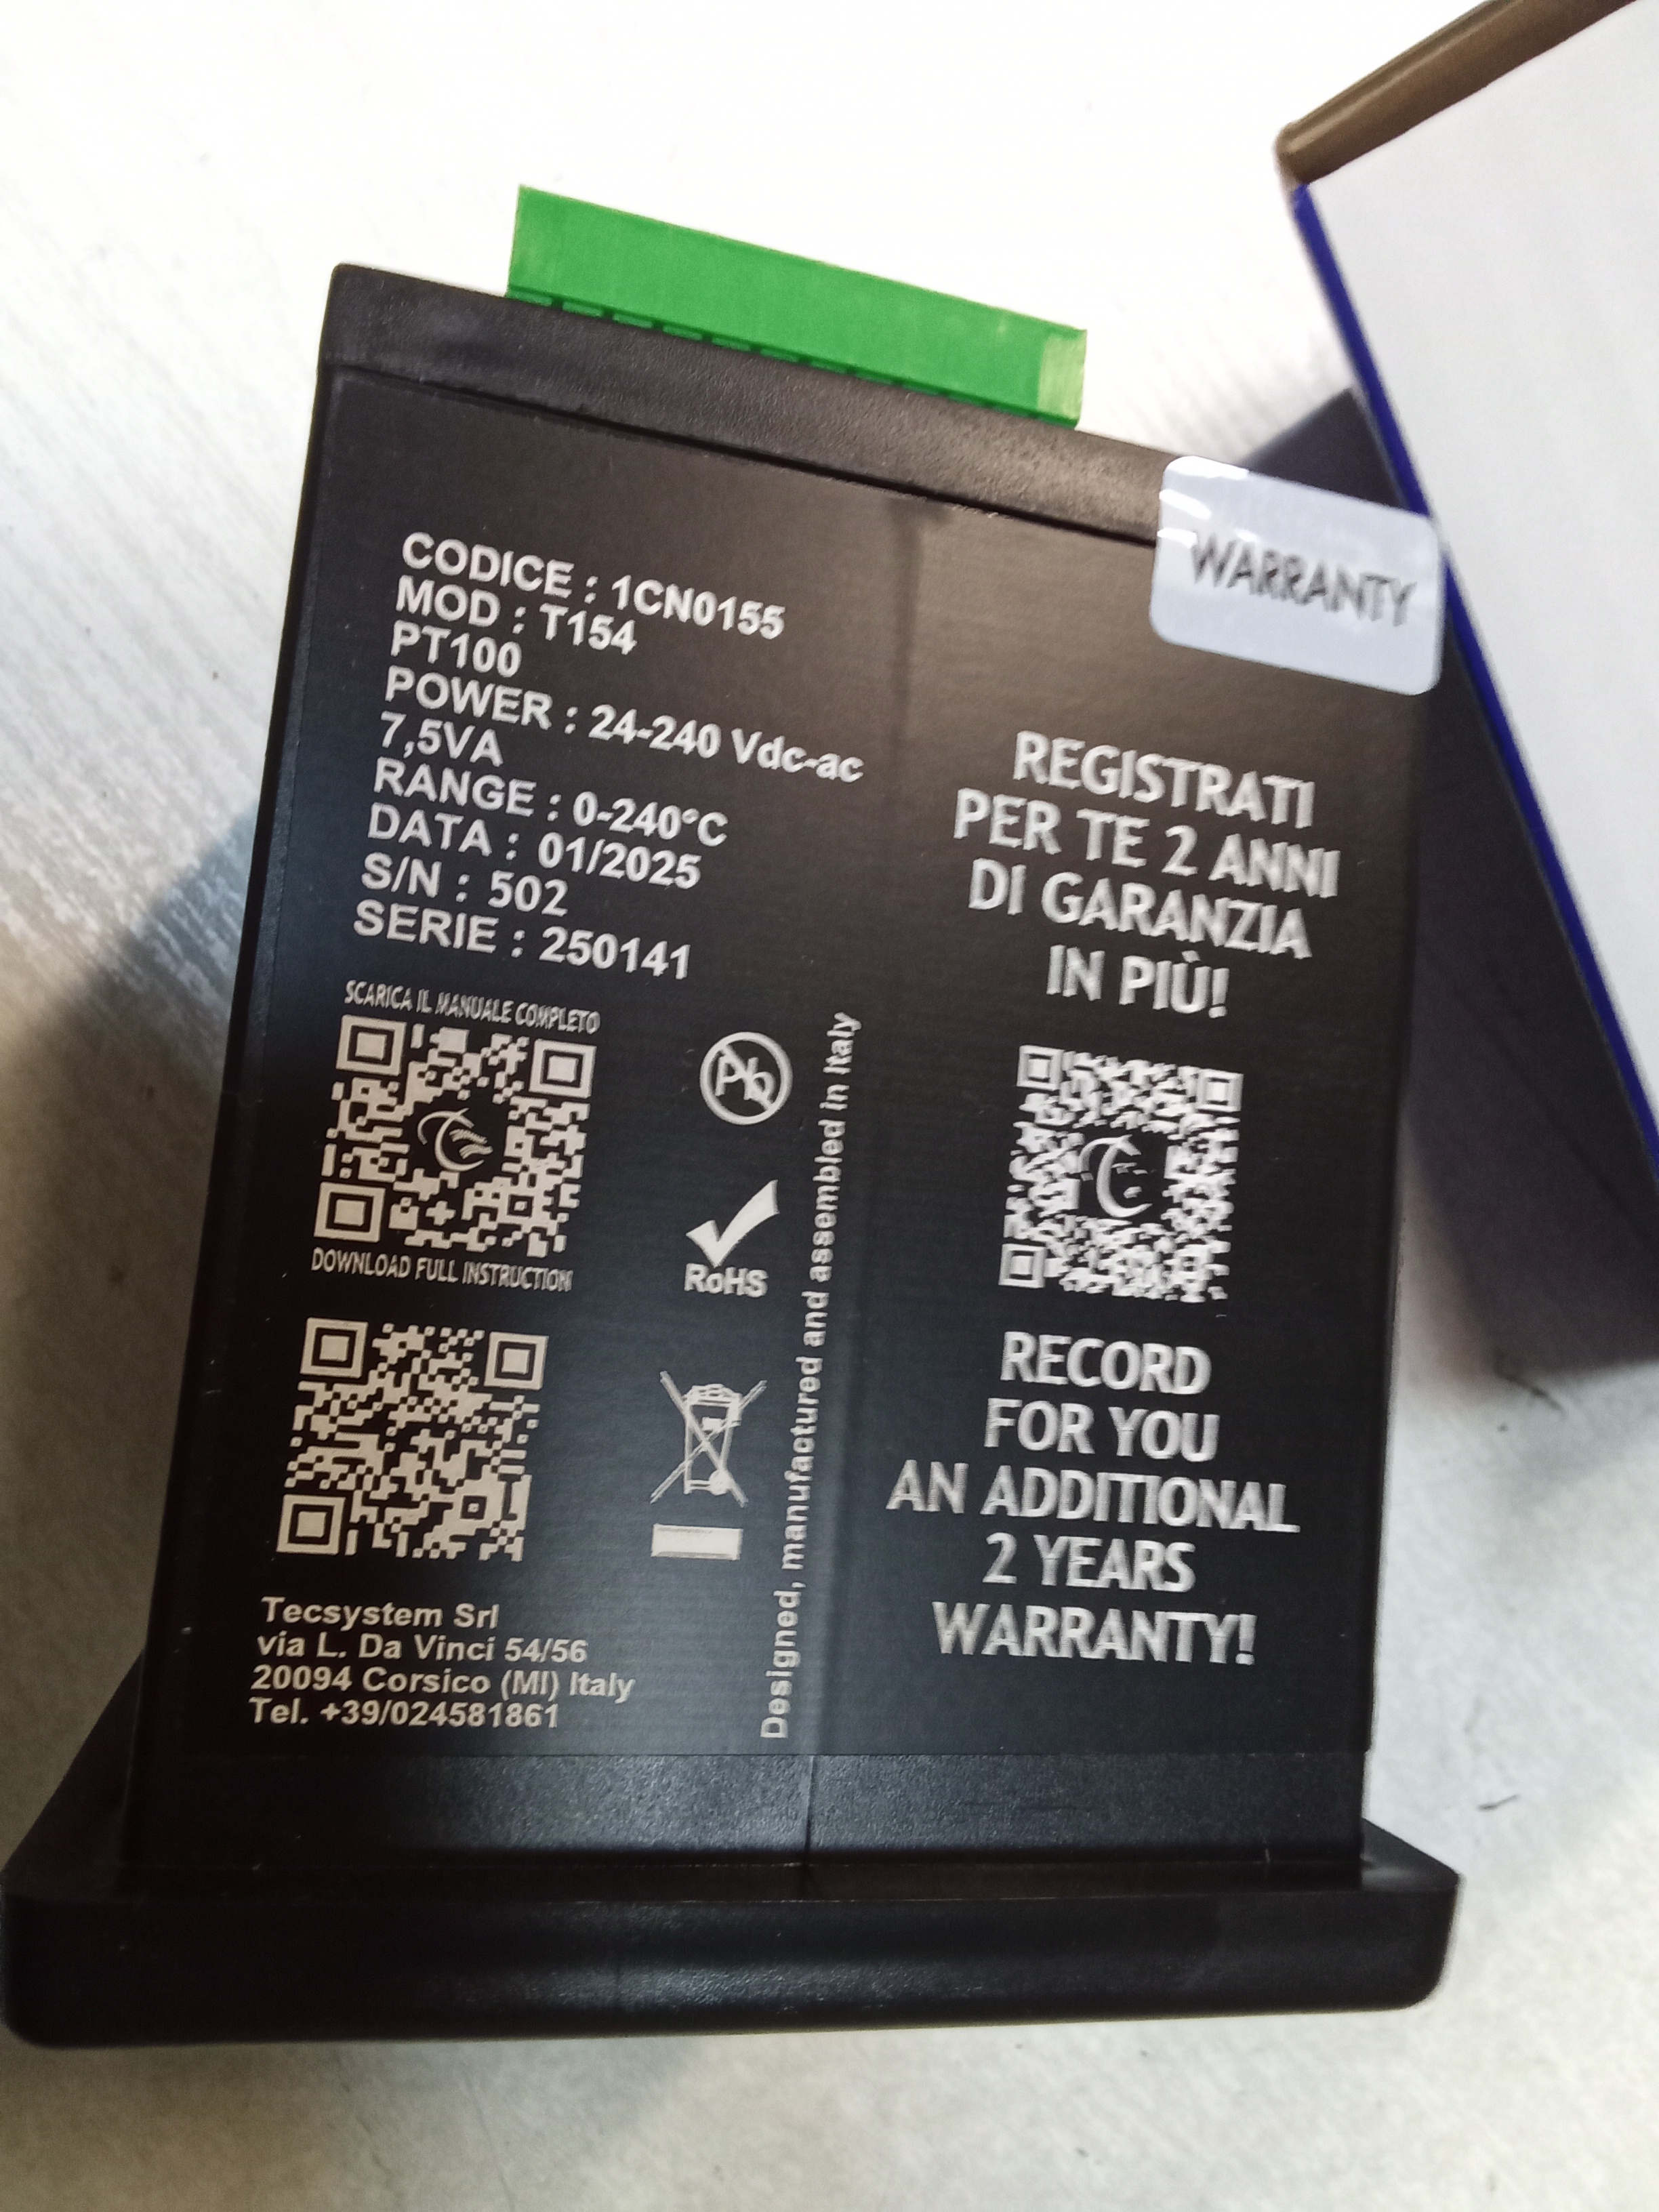 WARRANTY
CODICE : 1CN0155
MOD : T154
PT100
POWER : 24-240 Vdc-ac
7,5VA
RANGE : 0-240°C
DATA : 01/2025
S/N : 502
SERIE : 250141
SCARICA IL MANUALE COMPLETO
DOWNLOAD FULL INSTRUCTION
Pb
RoHS
Designed, manufactured and assembled in Italy
Tecsystem Srl
via L. Da Vinci 54/56
20094 Corsico (MI) Italy
Tel. +39/024581861
REGISTRATI
PER TE 2 ANNI
DI GARANZIA
IN PIÙ!
RECORD
FOR YOU
AN ADDITIONAL
2 YEARS
WARRANTY!